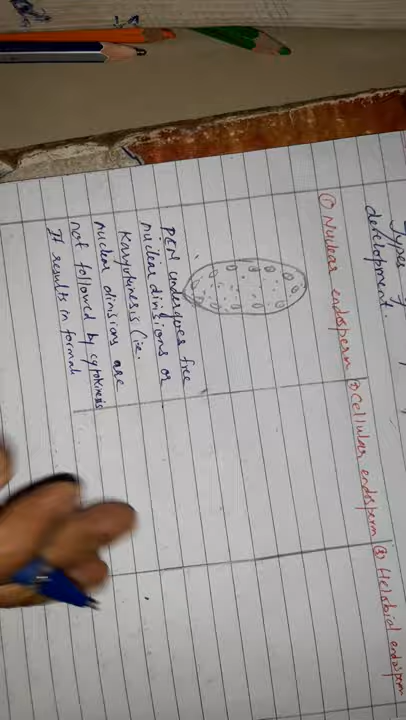 Types of
development.
① Nuclear endosperm ② Cellular endosperm ③ Helobial endosperm
PEN undergoes free
nuclear divisions or
Karyokinesis (i.e.
nuclear divisions are
not followed by cytokinesis
It results in format